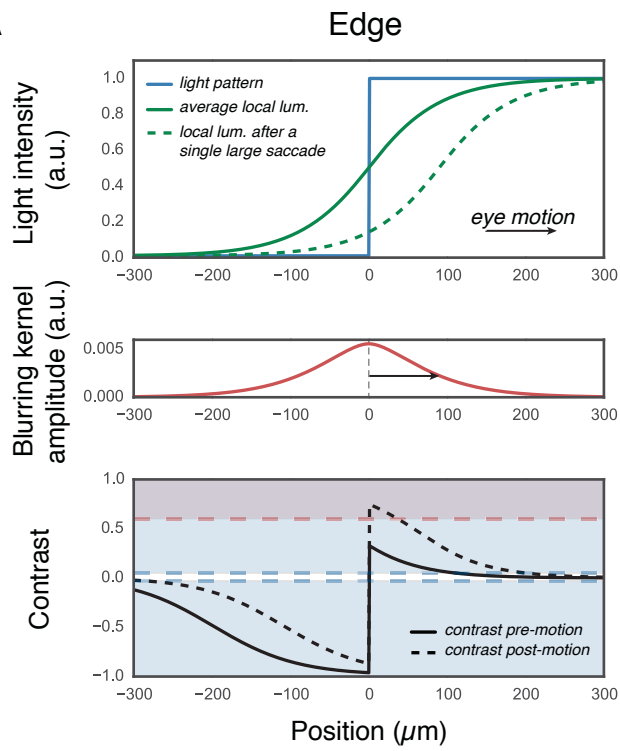 Edge
Light intensity
(a.u.)
1.0
0.8
0.6
0.4
0.2
0.0
light pattern
average local lum.
local lum. after a
single large saccade
eye motion
−300 −200 −100 0 100 200 300
Blurring kernel
amplitude (a.u.)
0.005
0.000
−300 −200 −100 0 100 200 300
Contrast
1.0
0.5
0.0
−0.5
−1.0
contrast pre-motion
contrast post-motion
−300 −200 −100 0 100 200 300
Position (μm)